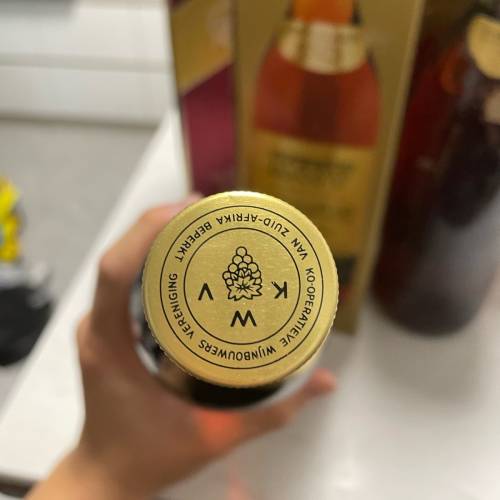 KO-OPERATIEVE WIJNBOUWERS VERENIGING VAN ZUID-AFRIKA BEPERKT
K W V